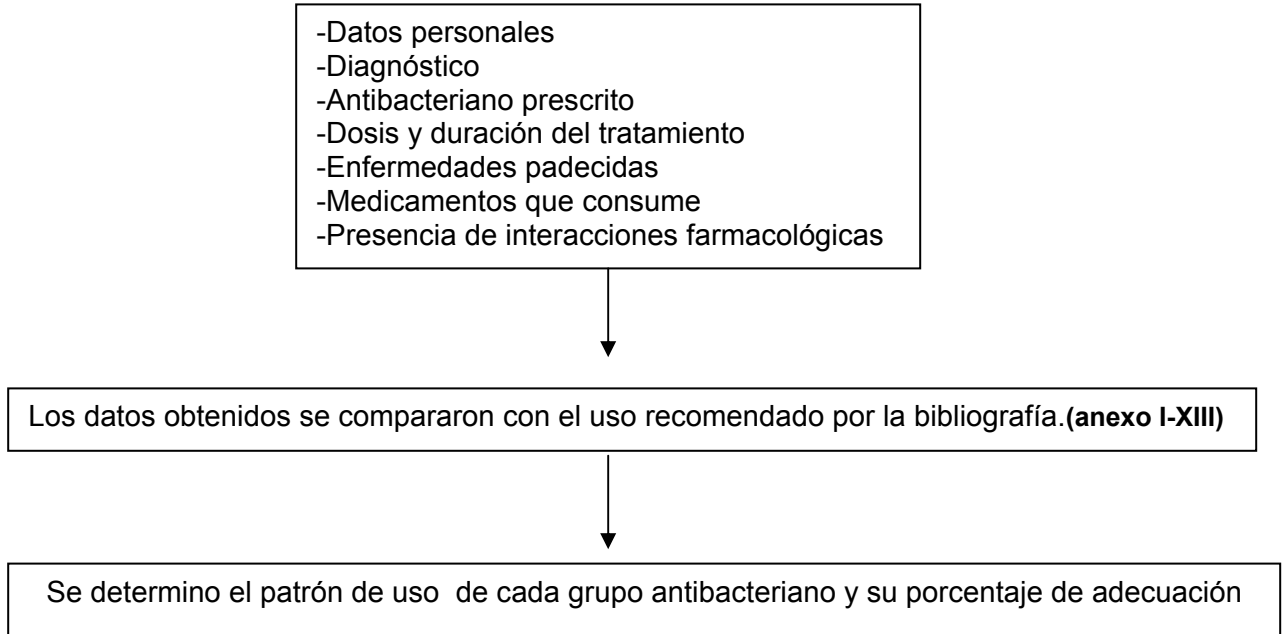 -Datos personales
-Diagnóstico
-Antibacteriano prescrito
-Dosis y duración del tratamiento
-Enfermedades padecidas
-Medicamentos que consume
-Presencia de interacciones farmacológicas
Los datos obtenidos se compararon con el uso recomendado por la bibliografía.(anexo I-XIII)
Se determino el patrón de uso de cada grupo antibacteriano y su porcentaje de adecuación